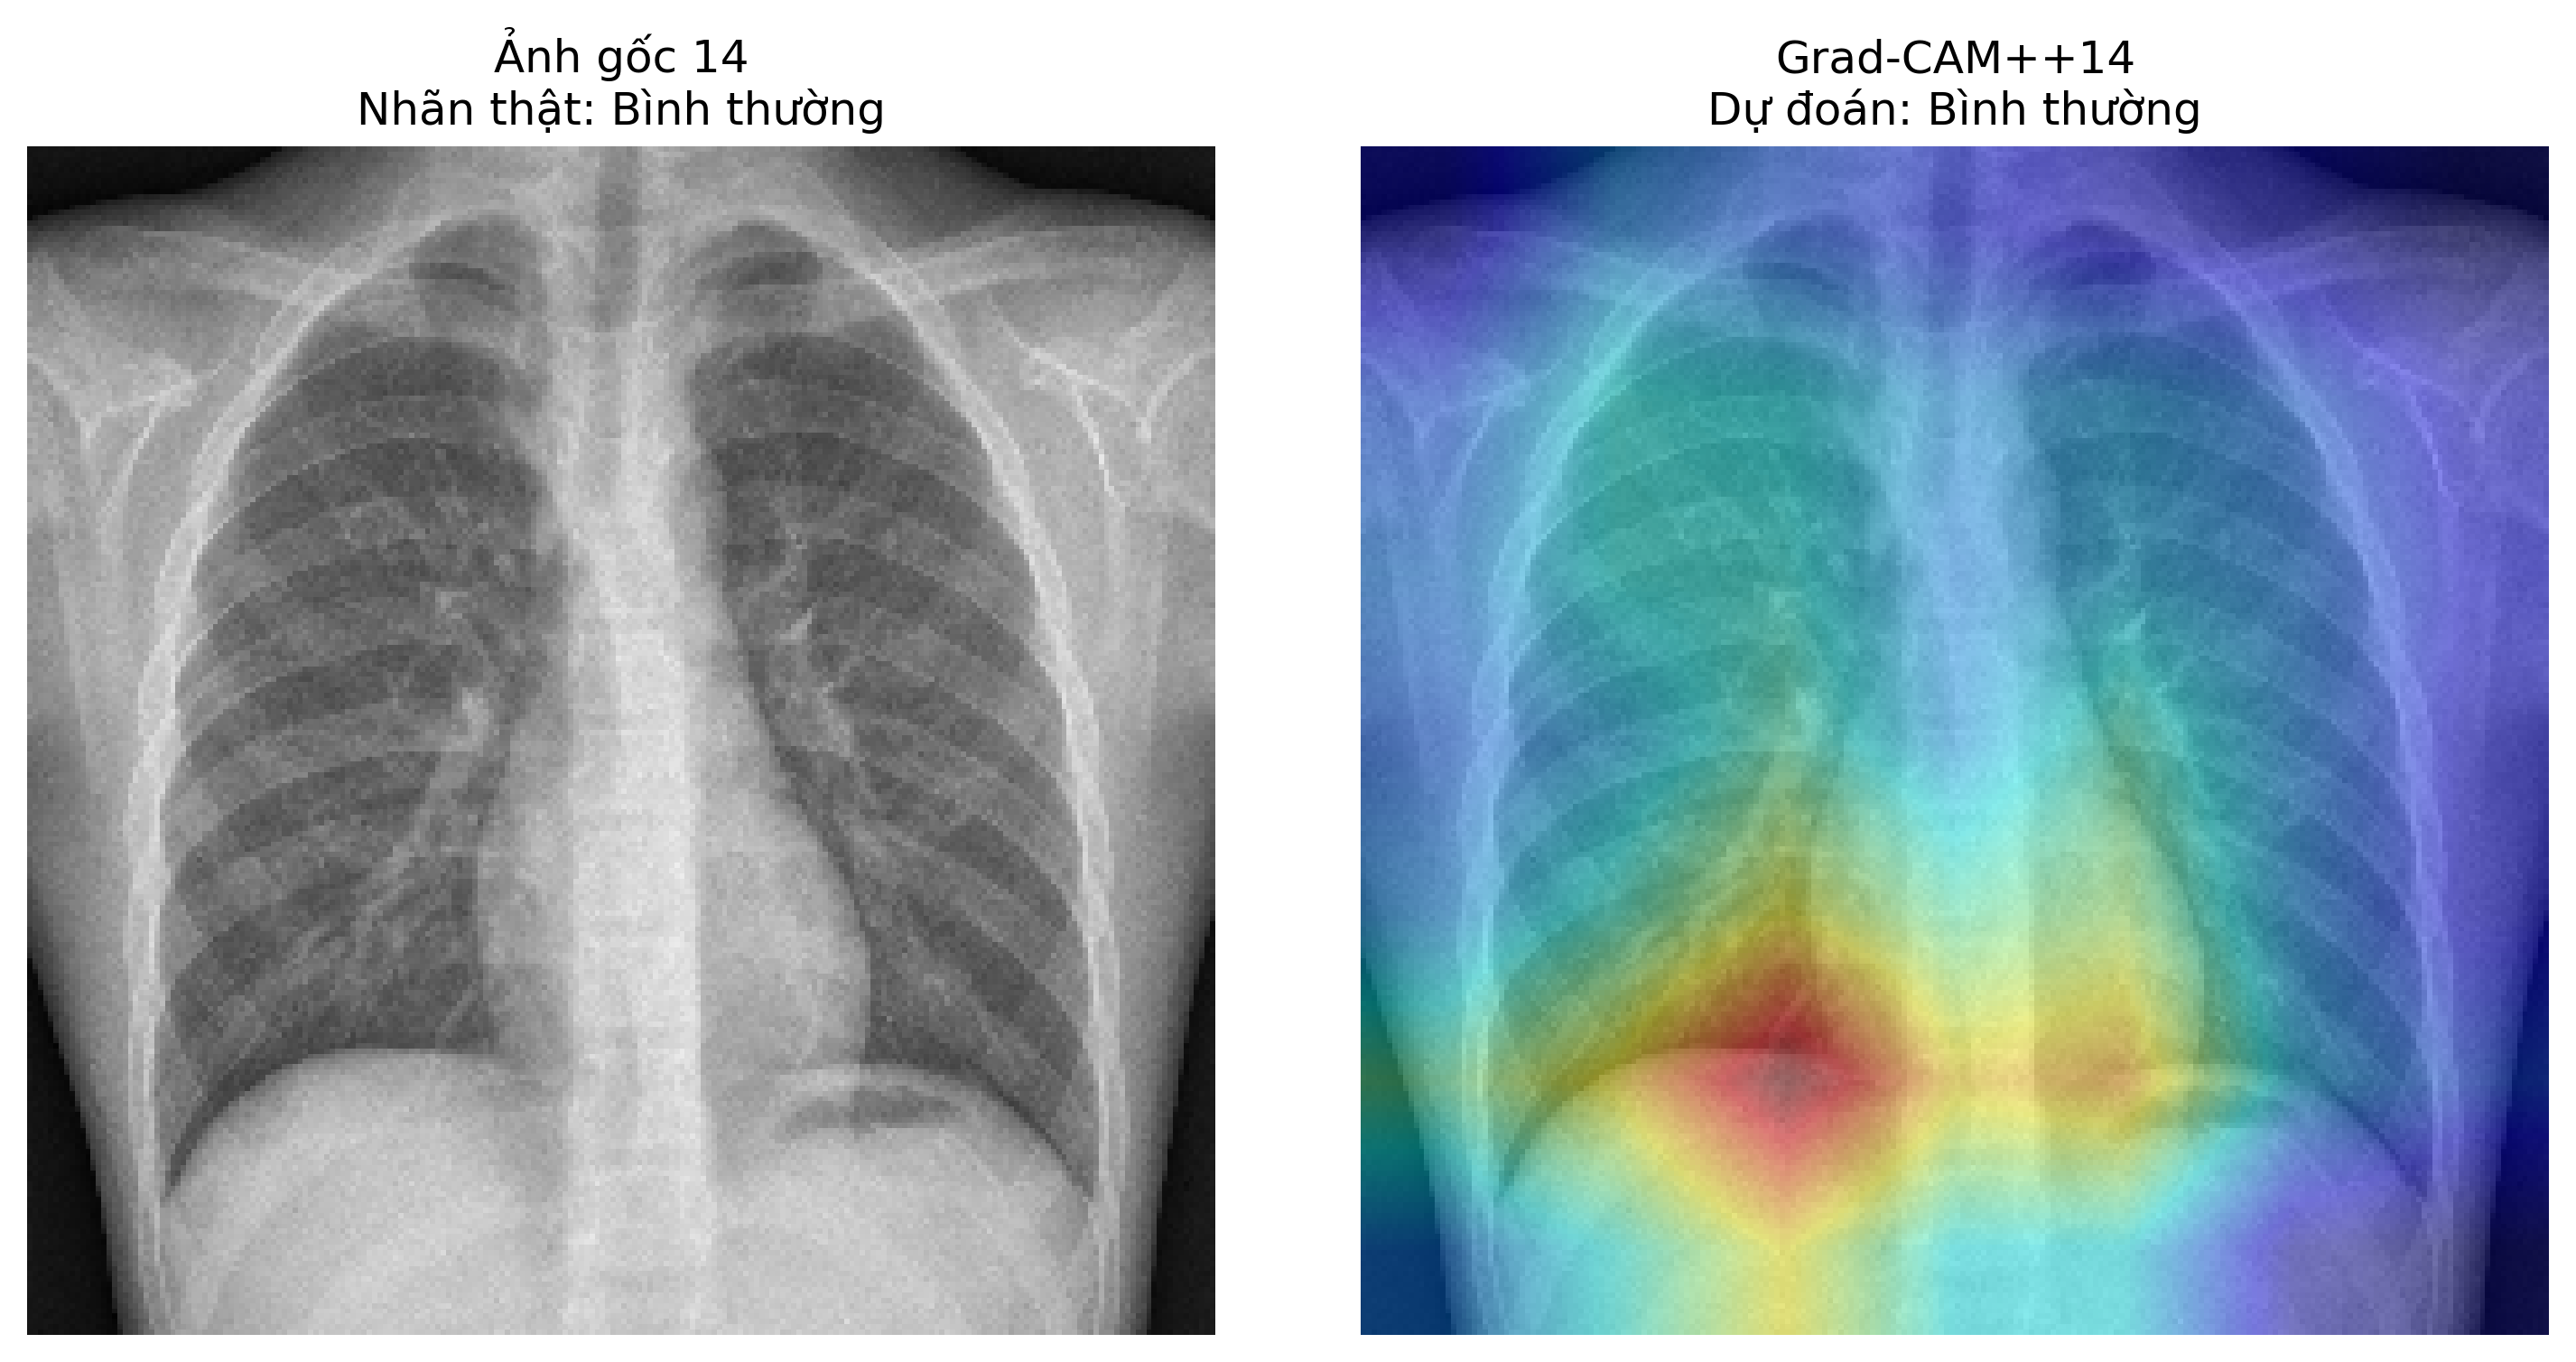 Ảnh gốc 14
Nhãn thật: Bình thường
Grad-CAM++14
Dự đoán: Bình thường